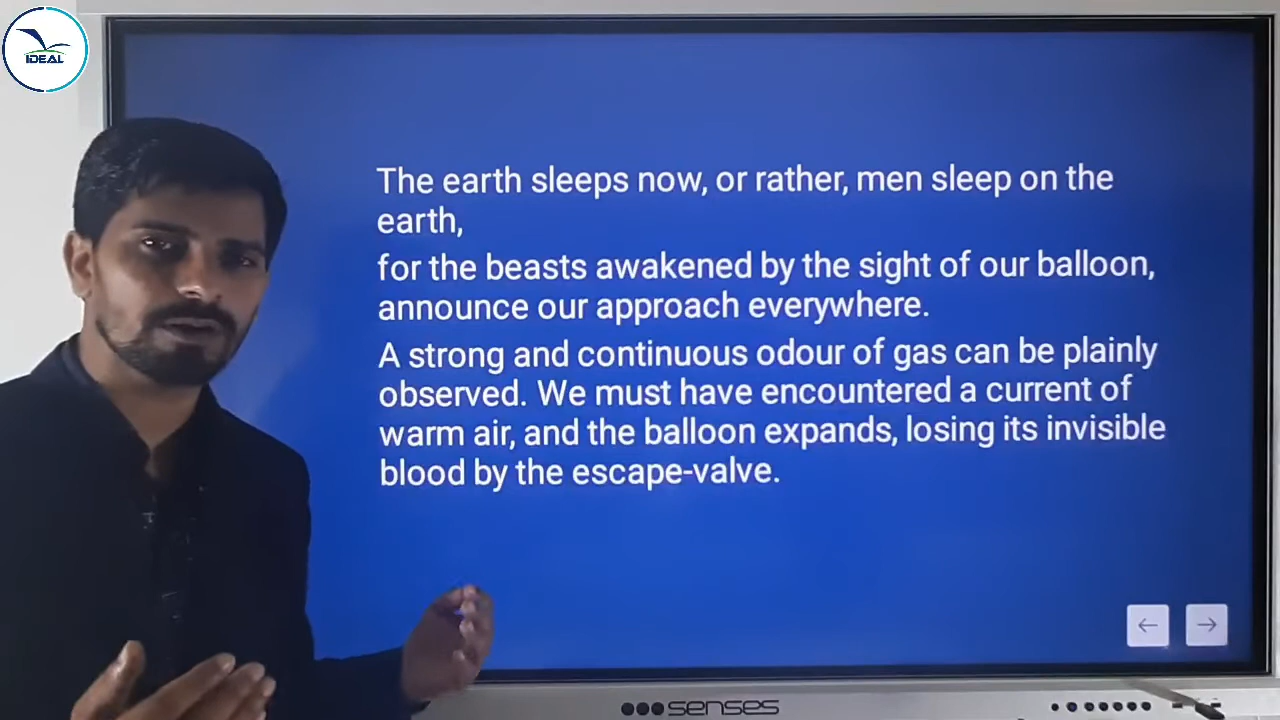 IDEAL
The earth sleeps now, or rather, men sleep on the
earth,
for the beasts awakened by the sight of our balloon,
announce our approach everywhere.
A strong and continuous odour of gas can be plainly
observed. We must have encountered a current of
warm air, and the balloon expands, losing its invisible
blood by the escape-valve.
senses